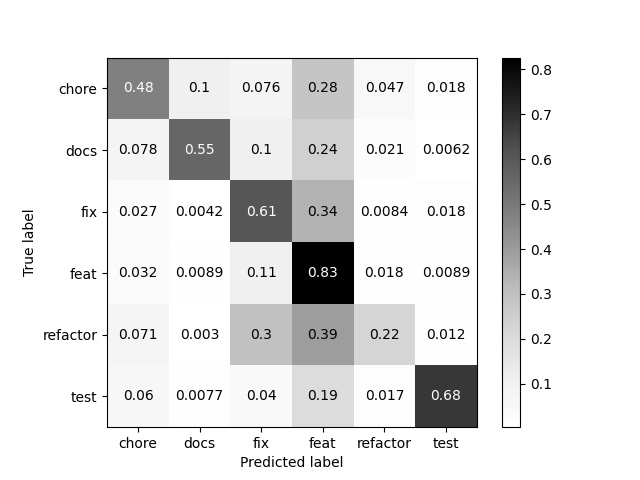 chore 0.48 0.1 0.076 0.28 0.047 0.018
docs 0.078 0.55 0.1 0.24 0.021 0.0062
fix 0.027 0.0042 0.61 0.34 0.0084 0.018
feat 0.032 0.0089 0.11 0.83 0.018 0.0089
refactor 0.071 0.003 0.3 0.39 0.22 0.012
test 0.06 0.0077 0.04 0.19 0.017 0.68
chore docs fix feat refactor test
Predicted label
True label
0.8
0.7
0.6
0.5
0.4
0.3
0.2
0.1